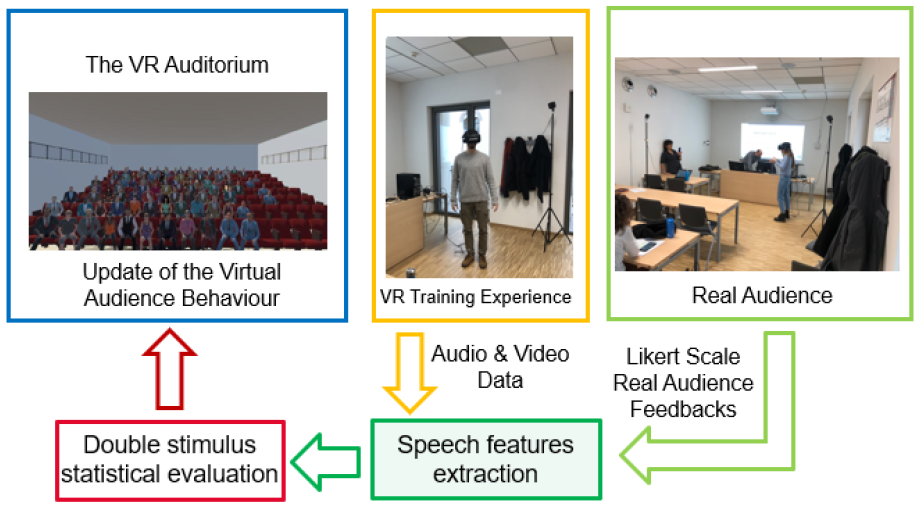 The VR Auditorium
Update of the Virtual
Audience Behaviour
VR Training Experience
Real Audience
Audio & Video
Data
Likert Scale
Real Audience
Feedbacks
Double stimulus
statistical evaluation
Speech features
extraction